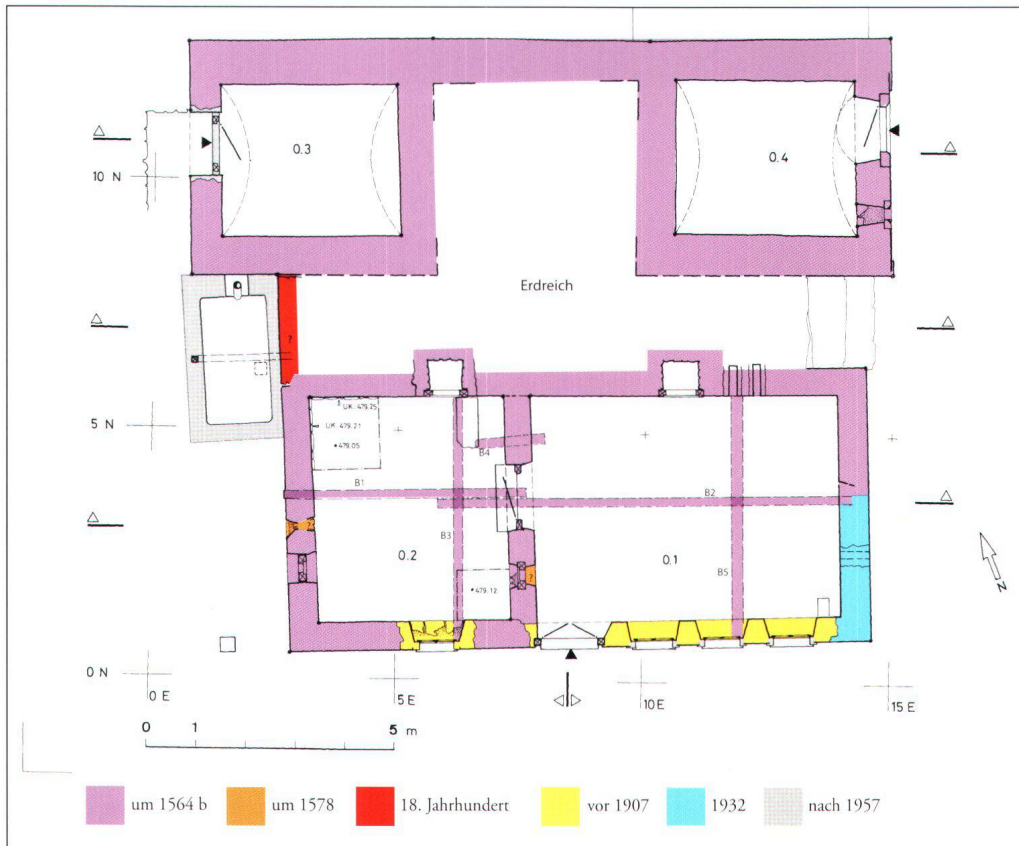 0.3
0.4
10 N
Erdreich
?
5 N
UK. 479.25
UK. 479.21
479.05
B4
B1
B2
B3
?
0.2
0.1
B5
?
479.12
0 N
0 E
5 E
10 E
15 E
N
0 1 5 m
um 1564 b
um 1578
18. Jahrhundert
vor 1907
1932
nach 1957